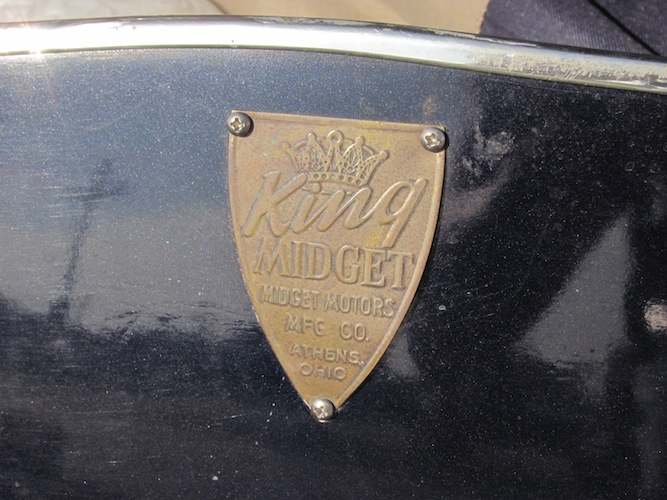 King
MIDGET
MIDGET MOTORS
MFG CO.
ATHENS,
OHIO